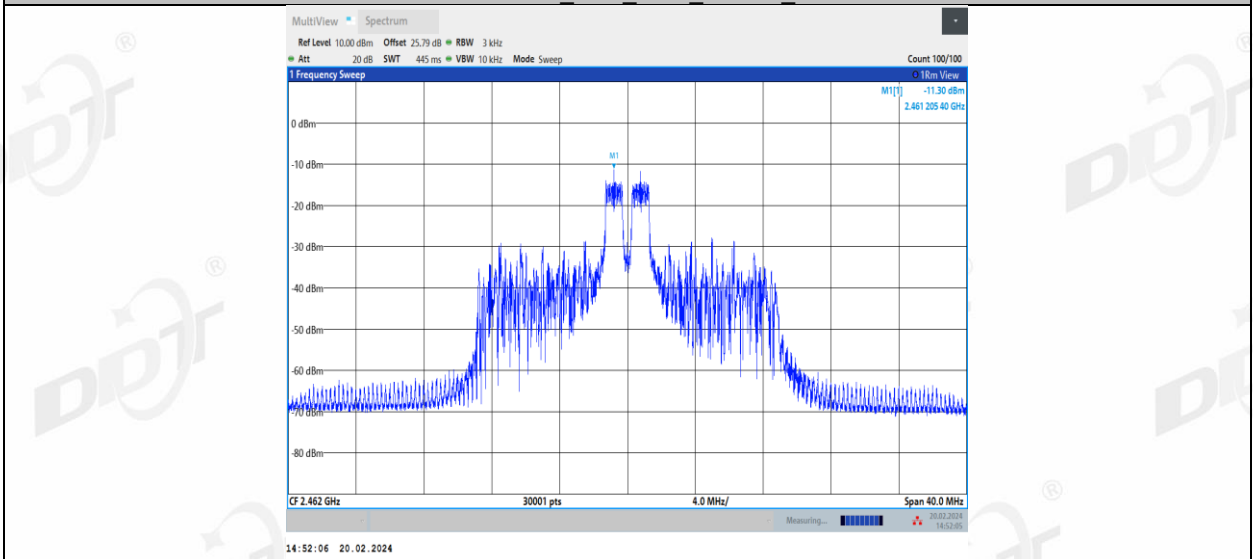 MultiView Spectrum
Ref Level 10.00 dBm Offset 25.79 dB RBW 3 kHz
Att 20 dB SWT 445 ms VBW 10 kHz Mode Sweep Count 100/100
1 Frequency Sweep 1Rm View
M1[1] -11.30 dBm
2.461 205 40 GHz
0 dBm
M1
-10 dBm
-20 dBm
-30 dBm
-40 dBm
-50 dBm
-60 dBm
-70 dBm
-80 dBm
CF 2.462 GHz 30001 pts 4.0 MHz/ Span 40.0 MHz
Measuring... 20.02.2024
14:52:05
14:52:06 20.02.2024
DDT
®
DDT
®
DDT
®
DDT
®